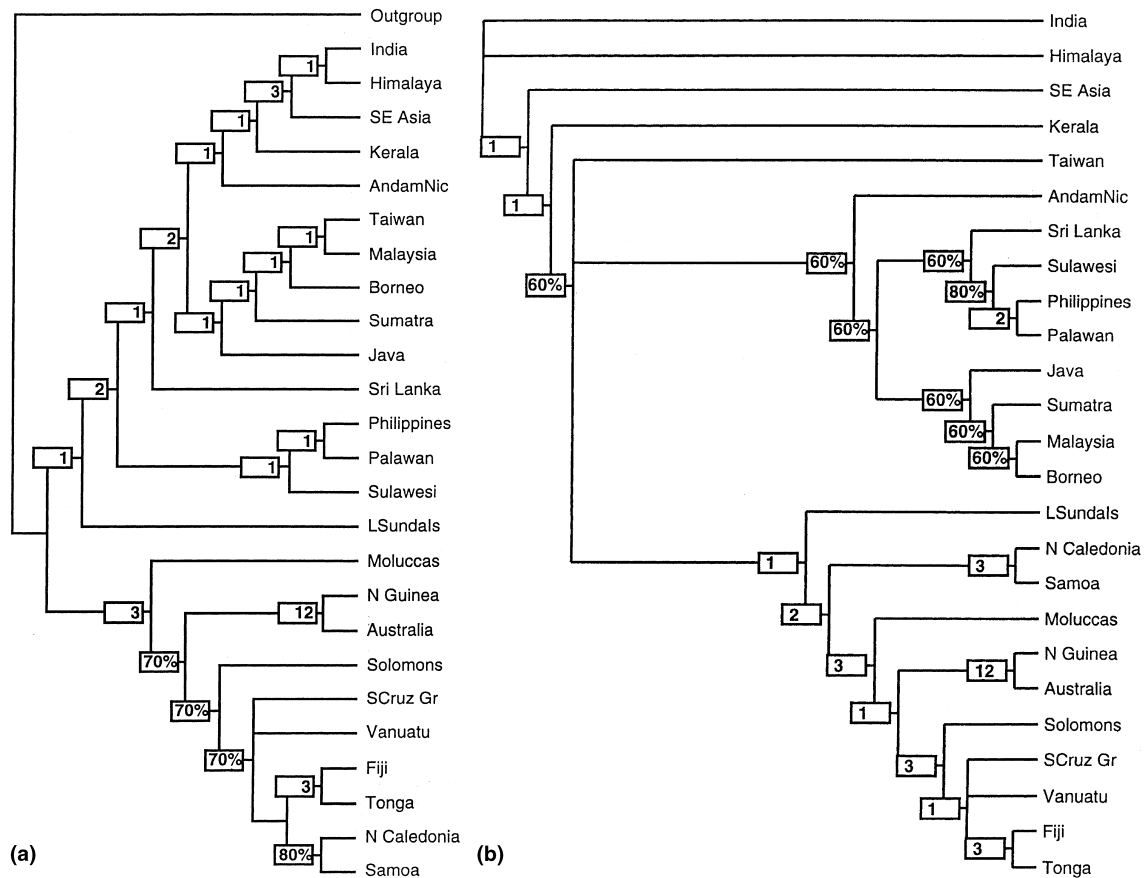 Outgroup
India
1
Himalaya
3
SE Asia
1
Kerala
1
AndamNic
Taiwan
1
Malaysia
2
1
Borneo
1
Sumatra
1
Java
1
Sri Lanka
2
Philippines
1
Palawan
1
Sulawesi
1
LSundals
Moluccas
N Guinea
3
12
Australia
70%
Solomons
SCruz Gr
70%
Vanuatu
70%
Fiji
3
Tonga
N Caledonia
80%
Samoa
(a)
India
Himalaya
SE Asia
Kerala
1
Taiwan
AndamNic
1
Sri Lanka
60%
60%
Sulawesi
60%
80%
Philippines
2
60%
Palawan
Java
60%
Sumatra
60%
Malaysia
60%
Borneo
LSundals
N Caledonia
1
3
Samoa
2
Moluccas
N Guinea
3
12
Australia
1
Solomons
SCruz Gr
3
Vanuatu
1
Fiji
3
Tonga
(b)